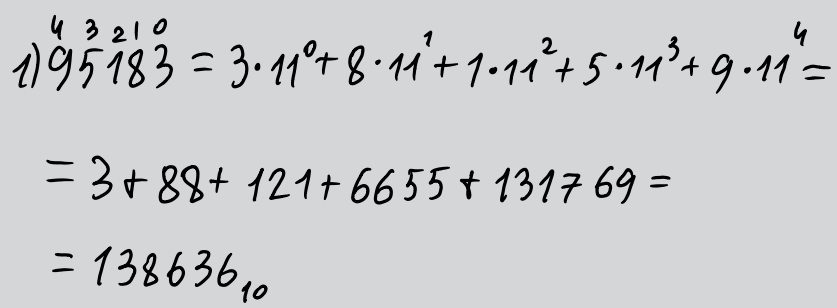 4 3 2 1 0
1) 95183 = 3·11⁰+ 8·11¹+ 1·11²+ 5·11³+ 9·11⁴=
= 3 + 88+ 121+ 6655+ 131769 =
= 138636₁₀